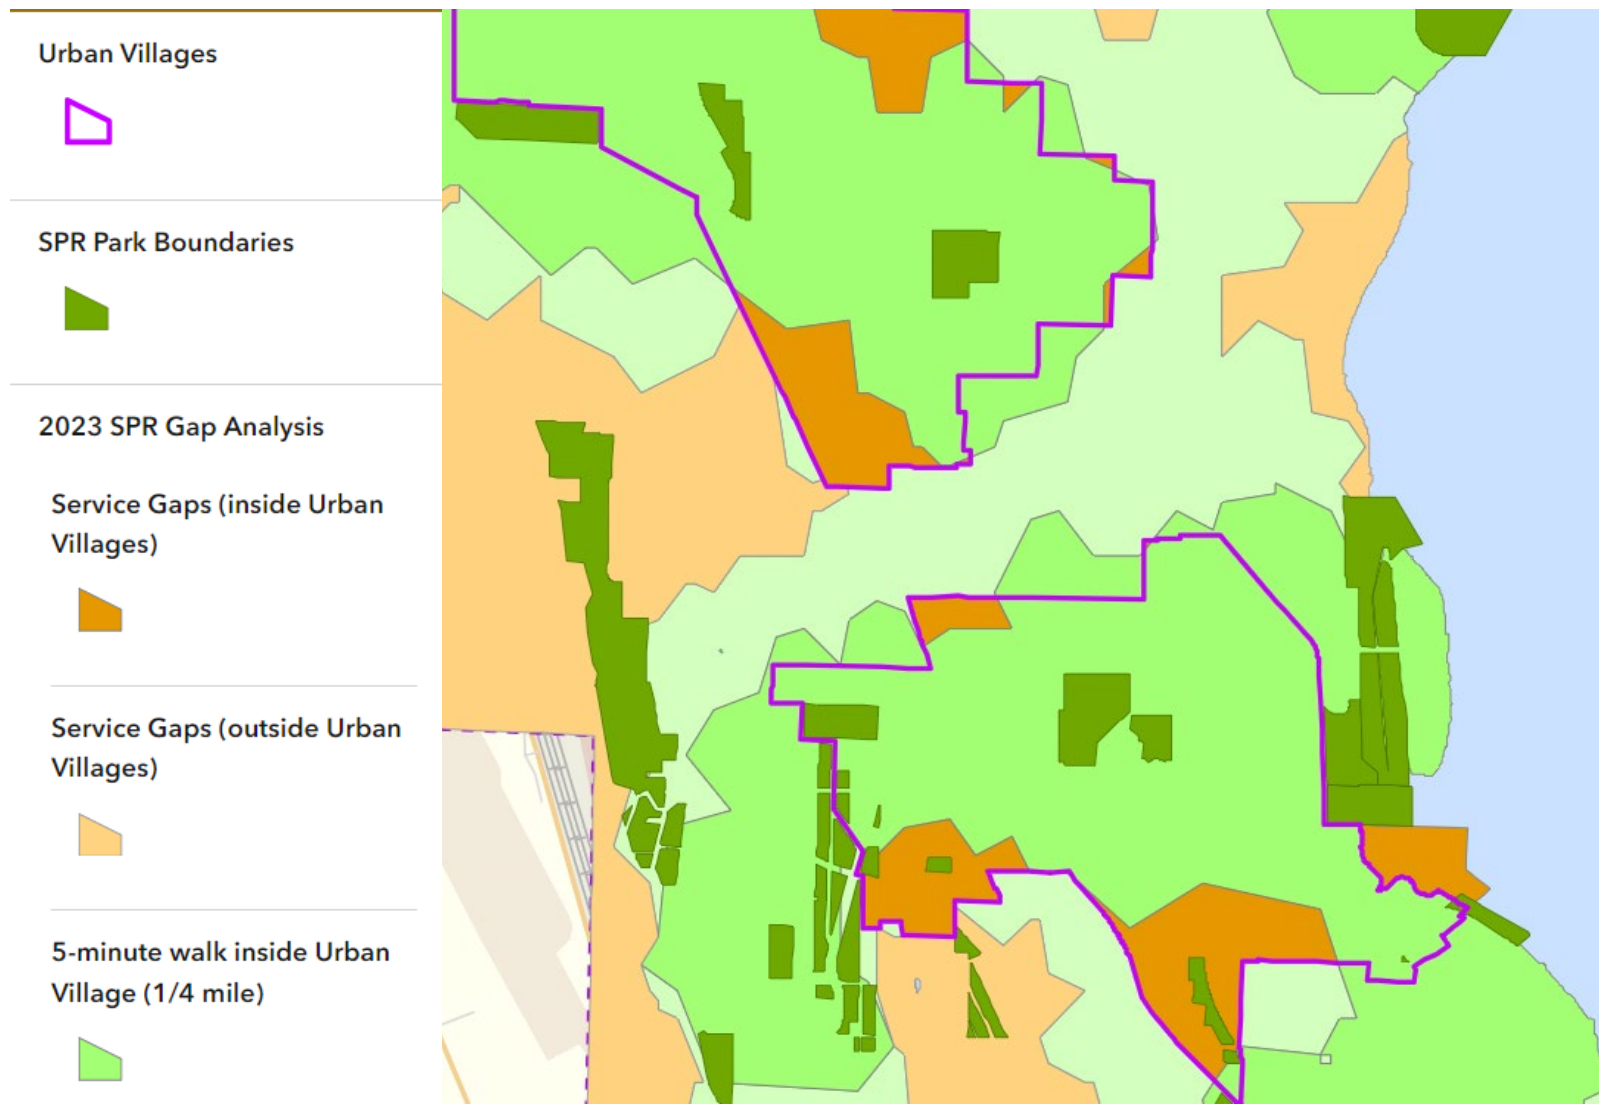 Urban Villages
SPR Park Boundaries
2023 SPR Gap Analysis
Service Gaps (inside Urban
Villages)
Service Gaps (outside Urban
Villages)
5-minute walk inside Urban
Village (1/4 mile)